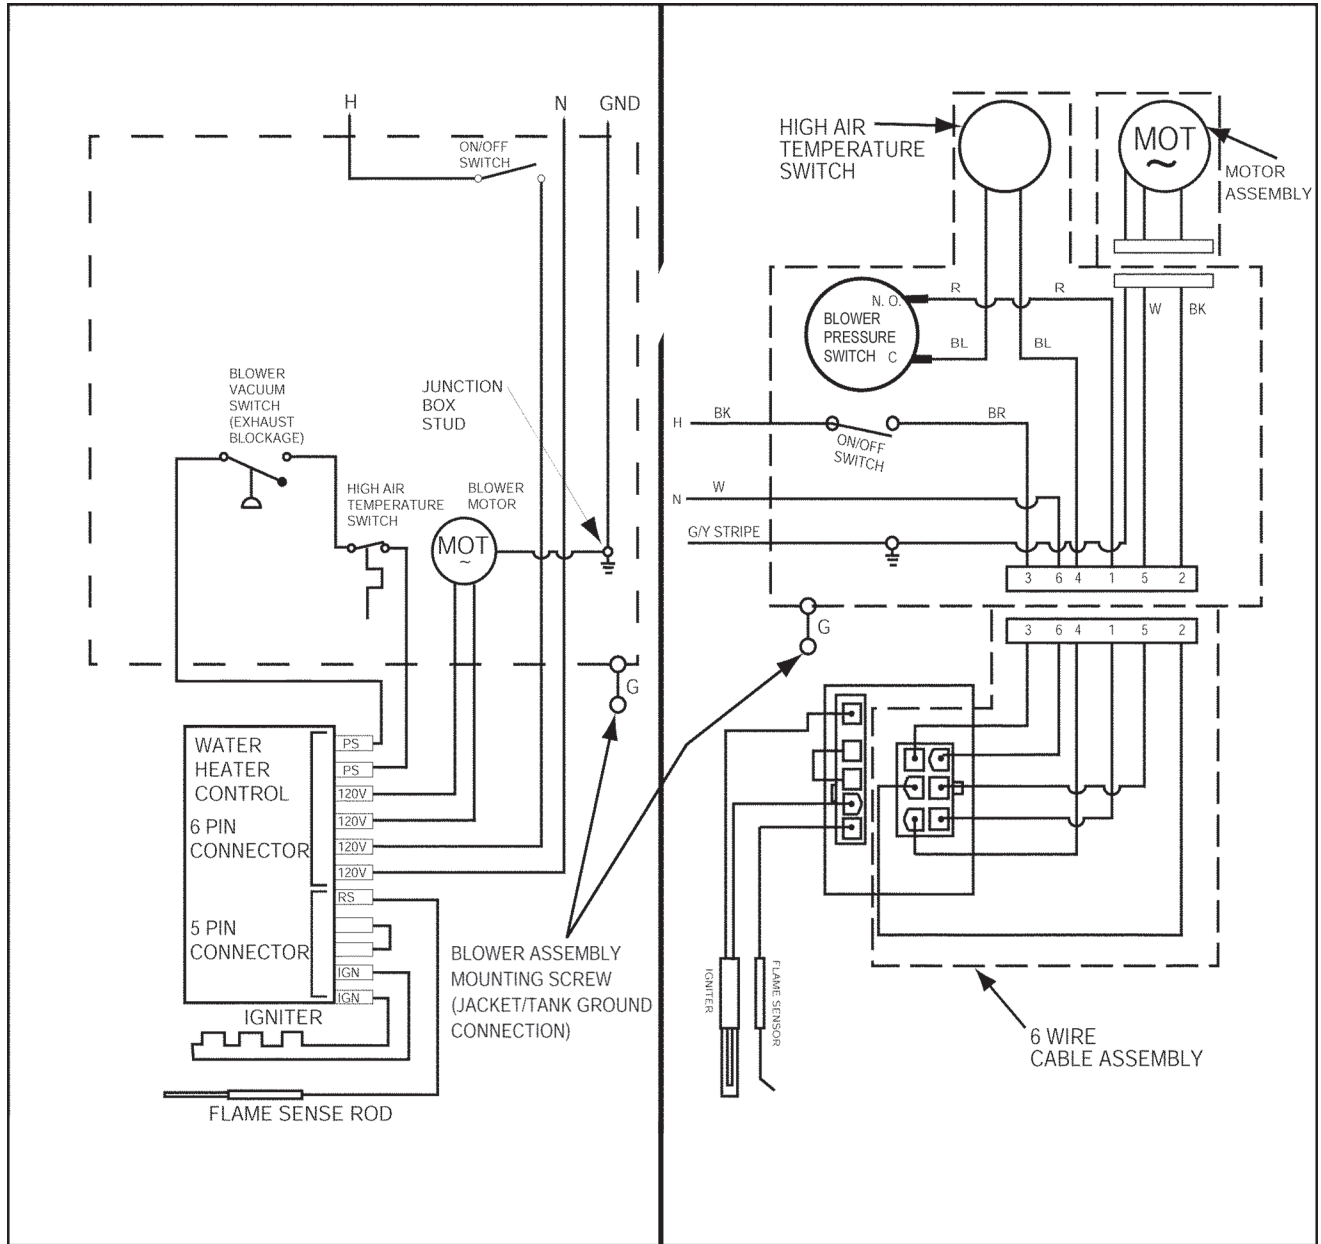 H
N
GND
ON/OFF
SWITCH
BLOWER
VACUUM
SWITCH
(EXHAUST
BLOCKAGE)
JUNCTION
BOX
STUD
HIGH AIR
TEMPERATURE
SWITCH
BLOWER
MOTOR
MOT
~
G
WATER
HEATER
CONTROL
6 PIN
CONNECTOR
5 PIN
CONNECTOR
PS
PS
120V
120V
120V
120V
RS
IGN
IGN
IGNITER
FLAME SENSE ROD
BLOWER ASSEMBLY
MOUNTING SCREW
(JACKET/TANK GROUND
CONNECTION)
HIGH AIR
TEMPERATURE
SWITCH
MOT
~
MOTOR
ASSEMBLY
N. O.
BLOWER
PRESSURE
SWITCH C
R
R
W
BK
BL
BL
H
BK
BR
ON/OFF
SWITCH
N
W
G/Y STRIPE
3 6 4 1 5 2
G
3 6 4 1 5 2
IGNITER
FLAME SENSOR
6 WIRE
CABLE ASSEMBLY